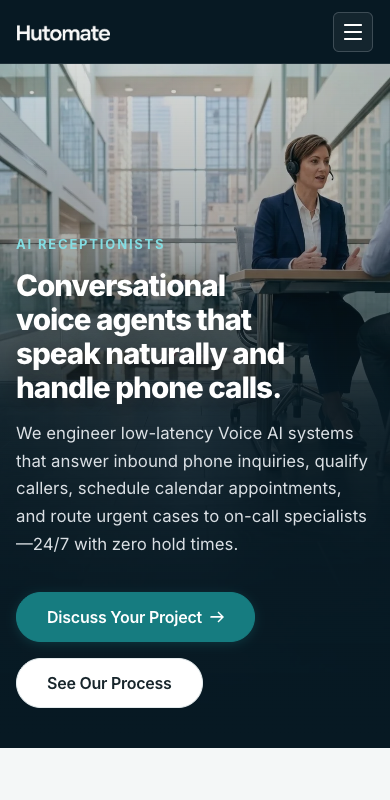 Hutomate
AI RECEPTIONISTS
Conversational
voice agents that
speak naturally and
handle phone calls.
We engineer low-latency Voice AI systems
that answer inbound phone inquiries, qualify
callers, schedule calendar appointments,
and route urgent cases to on-call specialists
—24/7 with zero hold times.
Discuss Your Project →
See Our Process